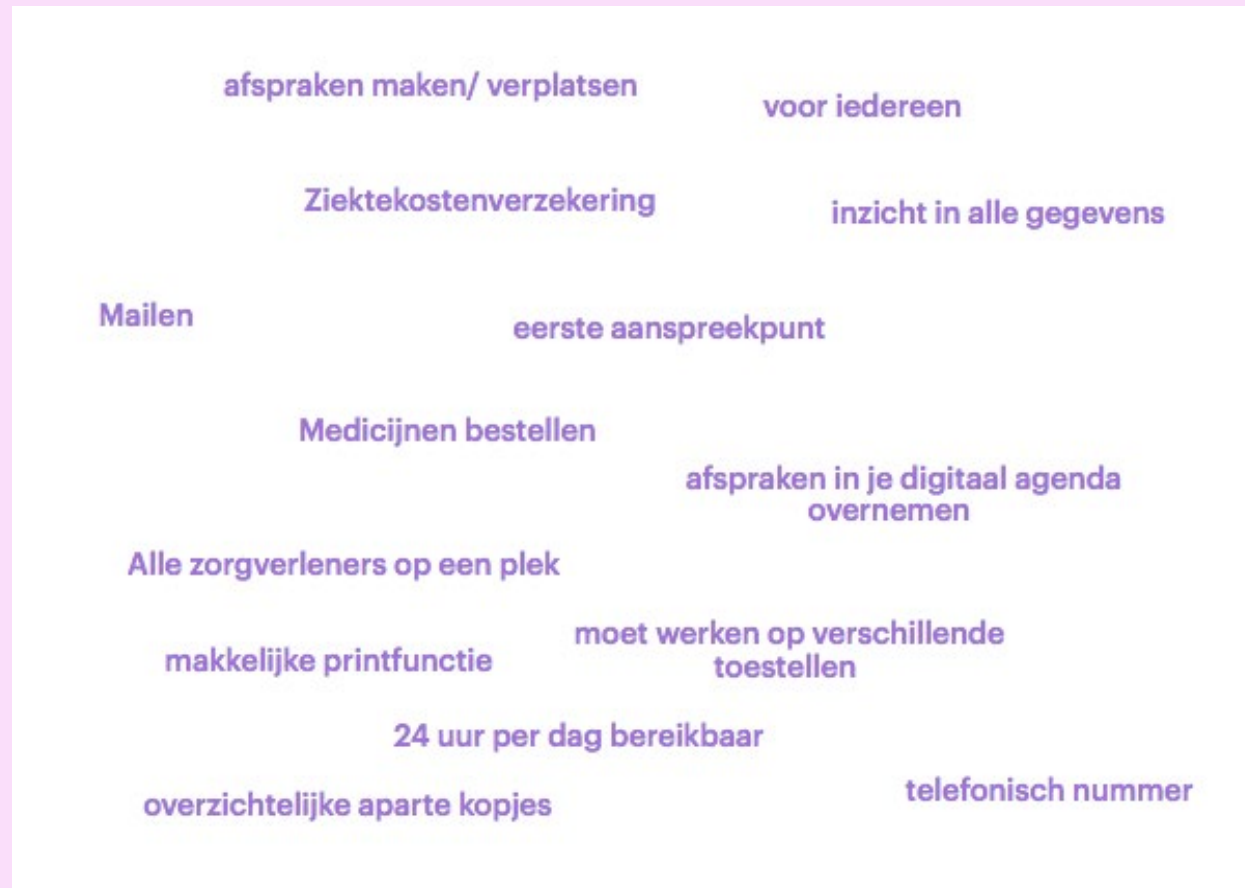 afspraken maken/ verplatsen
voor iedereen
Ziektekostenverzekering
inzicht in alle gegevens
Mailen
eerste aanspreekpunt
Medicijnen bestellen
afspraken in je digitaal agenda
overnemen
Alle zorgverleners op een plek
moet werken op verschillende
toestellen
makkelijke printfunctie
24 uur per dag bereikbaar
telefonisch nummer
overzichtelijke aparte kopjes